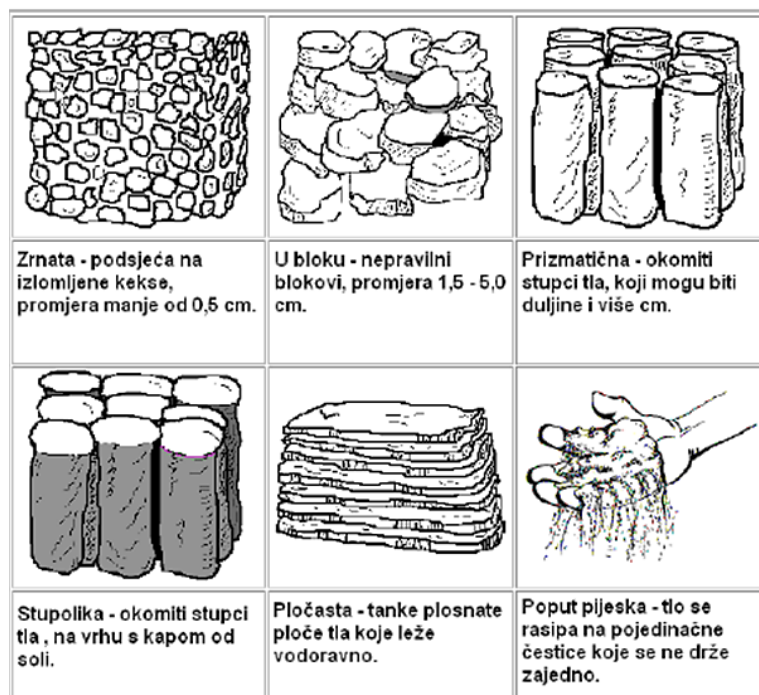 Zrnata - podsjeća na
izlomljene kekse,
promjera manje od 0,5 cm.
U bloku - nepravilni
blokovi, promjera 1,5 - 5,0
cm.
Prizmatična - okomiti
stupci tla, koji mogu biti
duljine i više cm.
Stupolika - okomiti stupci
tla , na vrhu s kapom od
soli.
Pločasta - tanke plosnate
ploče tla koje leže
vodoravno.
Poput pijeska - tlo se
rasipa na pojedinačne
čestice koje se ne drže
zajedno.